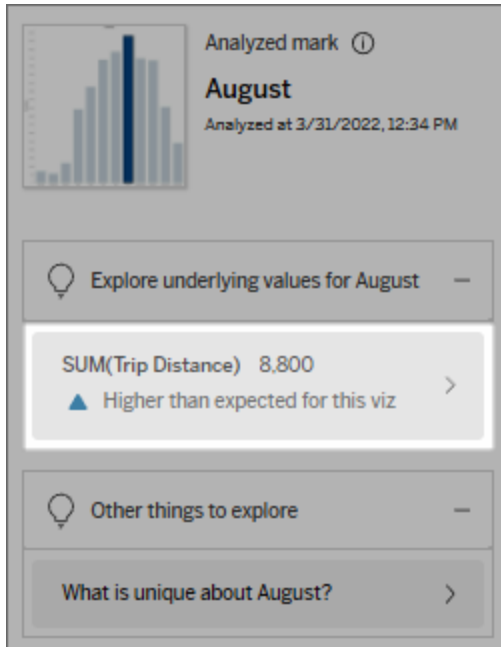 Analyzed mark
August
Analyzed at 3/31/2022, 12:34 PM
Explore underlying values for August
SUM(Trip Distance) 8,800
Higher than expected for this viz
Other things to explore
What is unique about August?